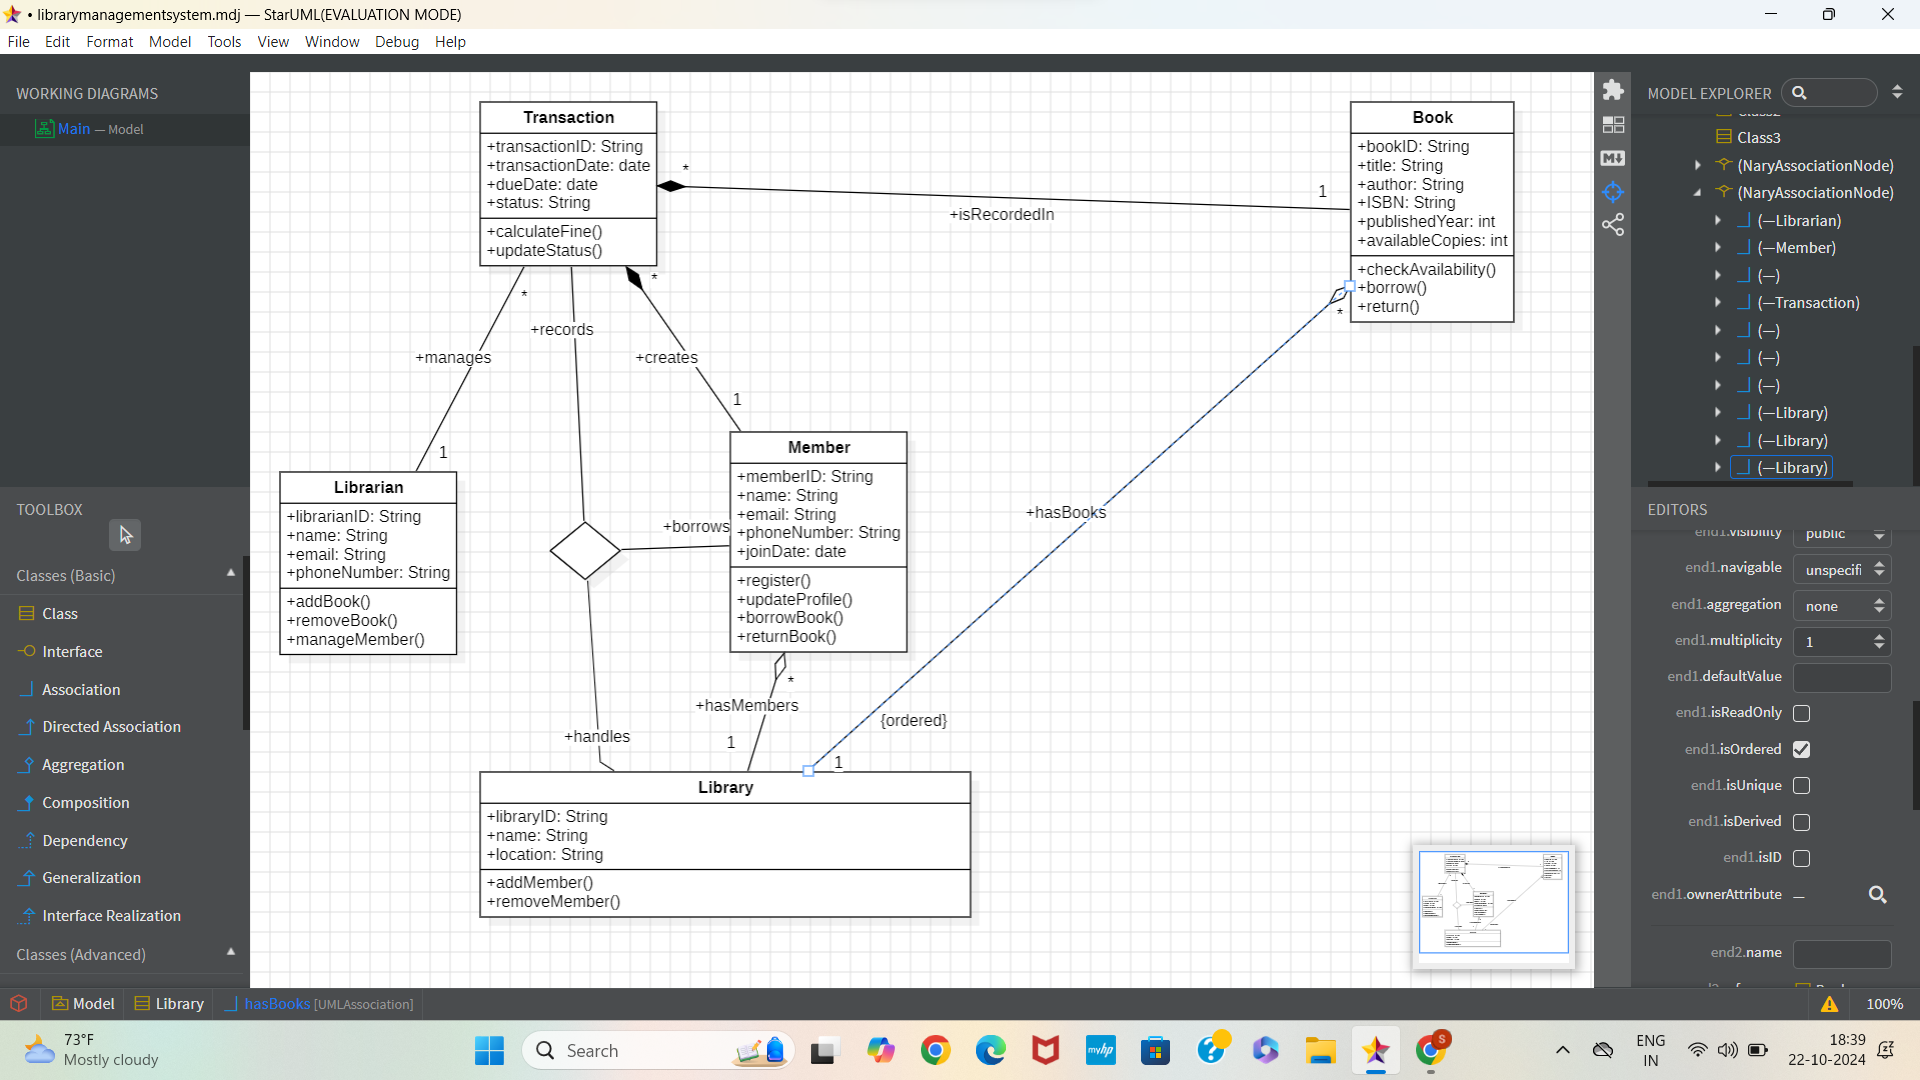 • librarymanagementsystem.mdj — StarUML(EVALUATION MODE)
File Edit Format Model Tools View Window Debug Help
WORKING DIAGRAMS
Main — Model
TOOLBOX
Classes (Basic)
Class
Interface
Association
Directed Association
Aggregation
Composition
Dependency
Generalization
Interface Realization
Classes (Advanced)
Transaction
+transactionID: String
+transactionDate: date
+dueDate: date
+status: String
+calculateFine()
+updateStatus()
*
1
+isRecordedIn
Book
+bookID: String
+title: String
+author: String
+ISBN: String
+publishedYear: int
+availableCopies: int
+checkAvailability()
+borrow()
+return()
*
*
*
+records
+manages
+creates
1
1
Librarian
+librarianID: String
+name: String
+email: String
+phoneNumber: String
+addBook()
+removeBook()
+manageMember()
+borrows
Member
+memberID: String
+name: String
+email: String
+phoneNumber: String
+joinDate: date
+register()
+updateProfile()
+borrowBook()
+returnBook()
+hasBooks
*
+hasMembers
{ordered}
+handles
1
1
Library
+libraryID: String
+name: String
+location: String
+addMember()
+removeMember()
MODEL EXPLORER
Class3
(NaryAssociationNode)
(NaryAssociationNode)
(—Librarian)
(—Member)
(—)
(—Transaction)
(—)
(—)
(—)
(—Library)
(—Library)
(—Library)
EDITORS
end1.visibility public
end1.navigable unspecifi
end1.aggregation none
end1.multiplicity 1
end1.defaultValue
end1.isReadOnly
end1.isOrdered
end1.isUnique
end1.isDerived
end1.isID
end1.ownerAttribute —
end2.name
Model Library hasBooks [UMLAssociation] 100%
73°F
Mostly cloudy
Search
myhp
S
ENG
IN
18:39
22-10-2024